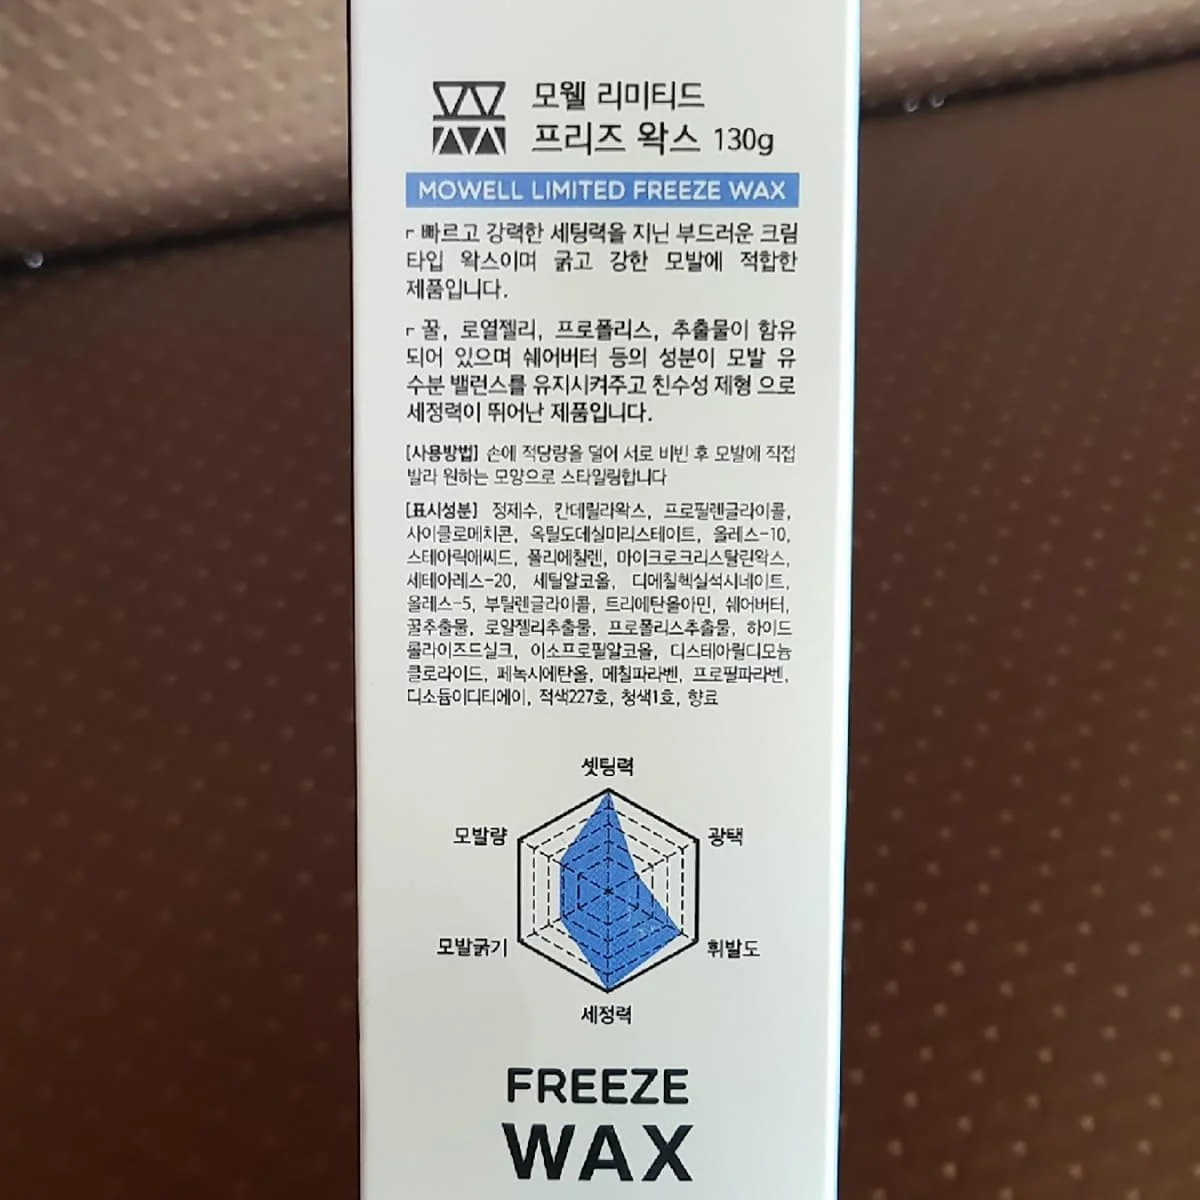 모웰 리미티드
프리즈 왁스 130g
MOWELL LIMITED FREEZE WAX
「 빠르고 강력한 세팅력을 지닌 부드러운 크림
타입 왁스이며 굵고 강한 모발에 적합한
제품입니다.
「 꿀, 로열젤리, 프로폴리스, 추출물이 함유
되어 있으며 쉐어버터 등의 성분이 모발 유
수분 밸런스를 유지시켜주고 친수성 제형 으로
세정력이 뛰어난 제품입니다.
[사용방법] 손에 적당량을 덜어 서로 비빈 후 모발에 직접
발라 원하는 모양으로 스타일링합니다
[표시성분] 정제수, 칸데릴라왁스, 프로필렌글라이콜,
사이클로메치콘, 옥틸도데실미리스테이트, 올레스-10,
스테아릭애씨드, 폴리에칠렌, 마이크로크리스탈린왁스,
세테아레스-20, 세틸알코올, 디에칠헥실석시네이트,
올레스-5, 부틸렌글라이콜, 트리에탄올아민, 쉐어버터,
꿀추출물, 로얄젤리추출물, 프로폴리스추출물, 하이드
롤라이즈드실크, 이소프로필알코올, 디스테아릴디모늄
클로라이드, 페녹시에탄올, 메칠파라벤, 프로필파라벤,
디소듐이디티에이, 적색227호, 청색1호, 향료
셋팅력
모발량 광택
모발굵기 휘발도
세정력
FREEZE
WAX